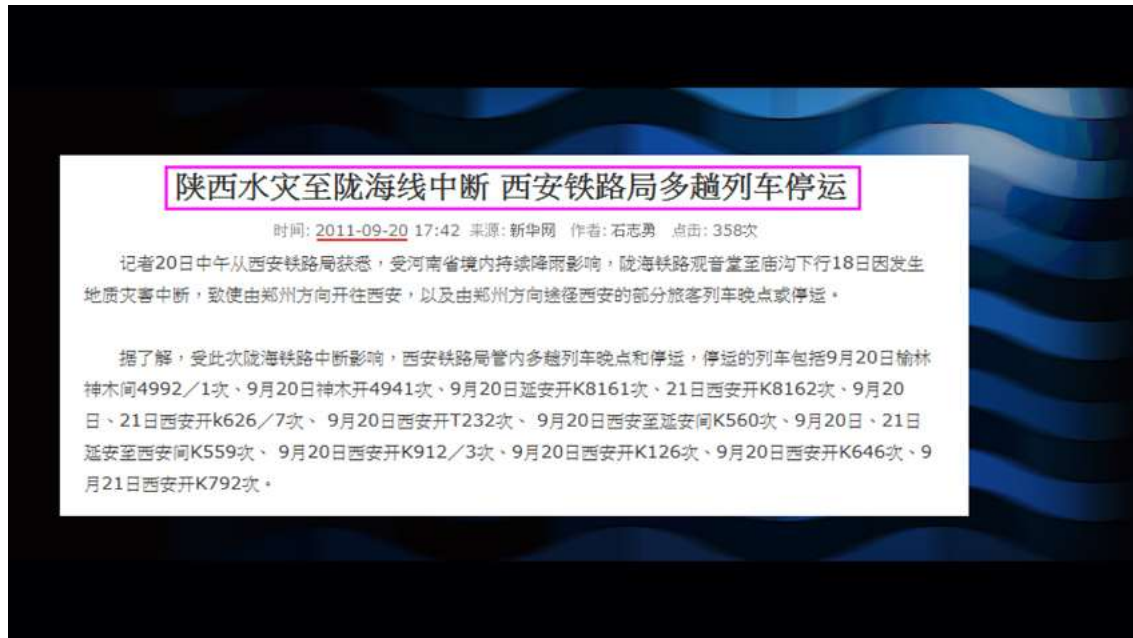 陕西水灾至陇海线中断 西安铁路局多趟列车停运
时间: 2011-09-20 17:42 来源: 新华网 作者: 石志勇 点击: 358次
记者20日中午从西安铁路局获悉，受河南省境内持续降雨影响，陇海铁路观音堂至庙沟下行18日因发生
地质灾害中断，致使由郑州方向开往西安，以及由郑州方向途径西安的部分旅客列车晚点或停运。
据了解，受此次陇海铁路中断影响，西安铁路局管内多趟列车晚点和停运，停运的列车包括9月20日榆林
神木间4992／1次、9月20日神木开4941次、9月20日延安开K8161次、21日西安开K8162次、9月20
日、21日西安开k626／7次、 9月20日西安开T232次、 9月20日西安至延安间K560次、9月20日、21日
延安至西安间K559次、 9月20日西安开K912／3次、9月20日西安开K126次、9月20日西安开K646次、9
月21日西安开K792次。